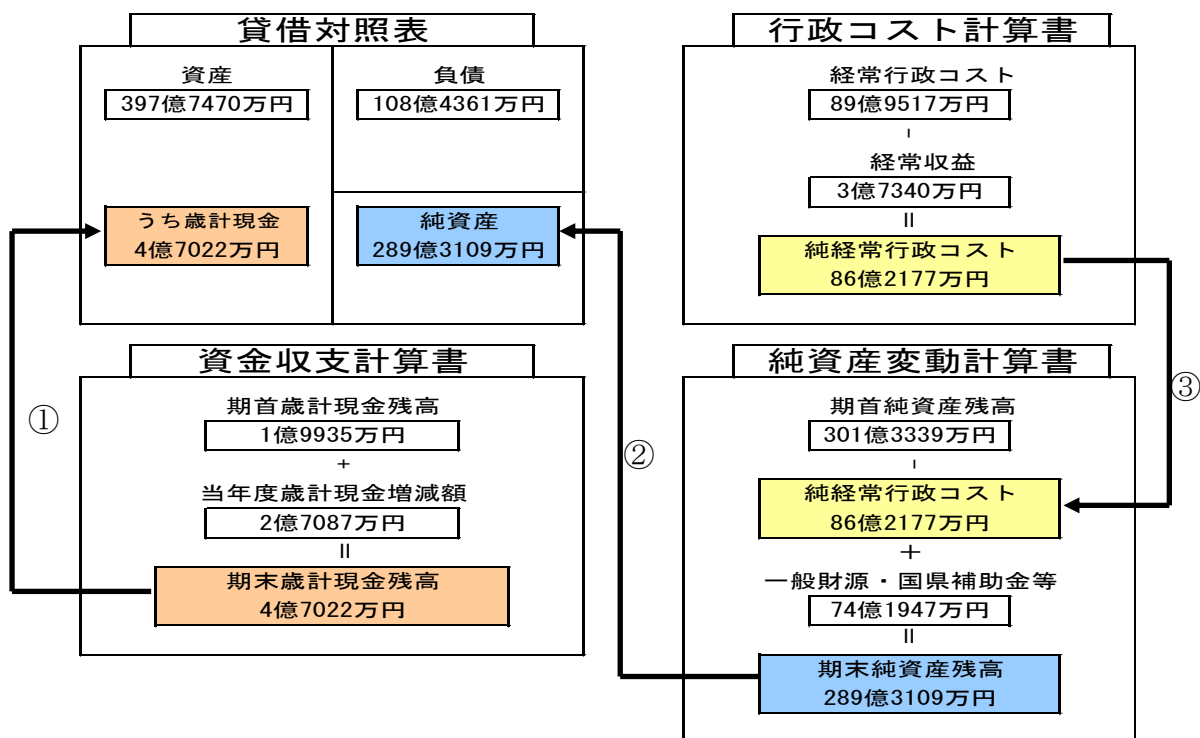 貸借対照表
資産
397億7470万円
負債
108億4361万円
うち歳計現金
4億7022万円
純資産
289億3109万円
行政コスト計算書
経常行政コスト
89億9517万円
-
経常収益
3億7340万円
=
純経常行政コスト
86億2177万円
資金収支計算書
期首歳計現金残高
1億9935万円
+
当年度歳計現金増減額
2億7087万円
=
期末歳計現金残高
4億7022万円
純資産変動計算書
期首純資産残高
301億3339万円
-
純経常行政コスト
86億2177万円
+
一般財源・国県補助金等
74億1947万円
=
期末純資産残高
289億3109万円
①
②
③